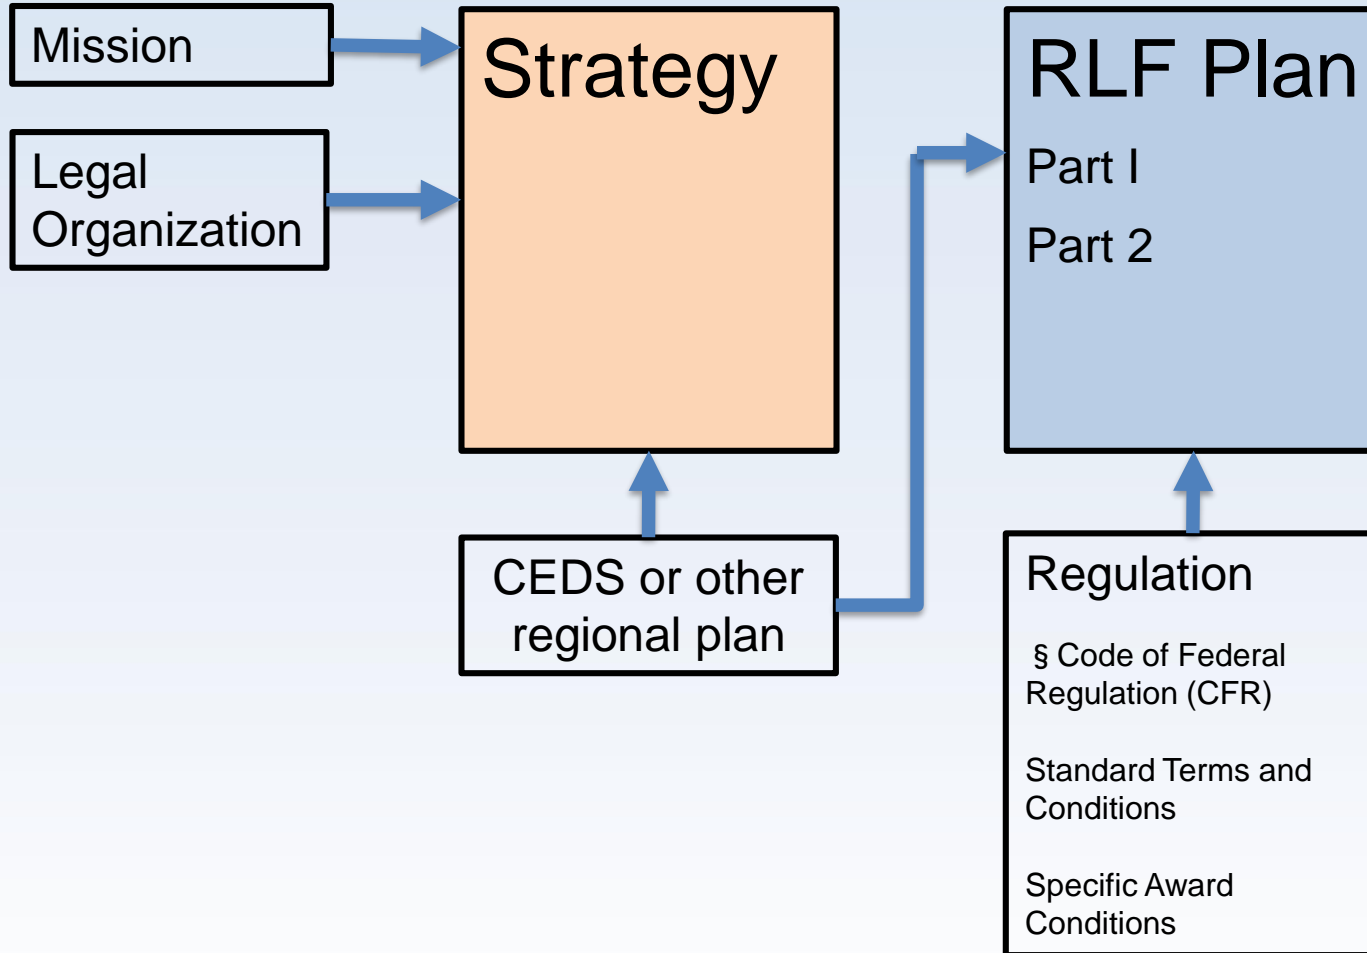 Mission
Legal
Organization
Strategy
CEDS or other
regional plan
RLF Plan
Part I
Part 2
Regulation
§ Code of Federal
Regulation (CFR)
Standard Terms and
Conditions
Specific Award
Conditions